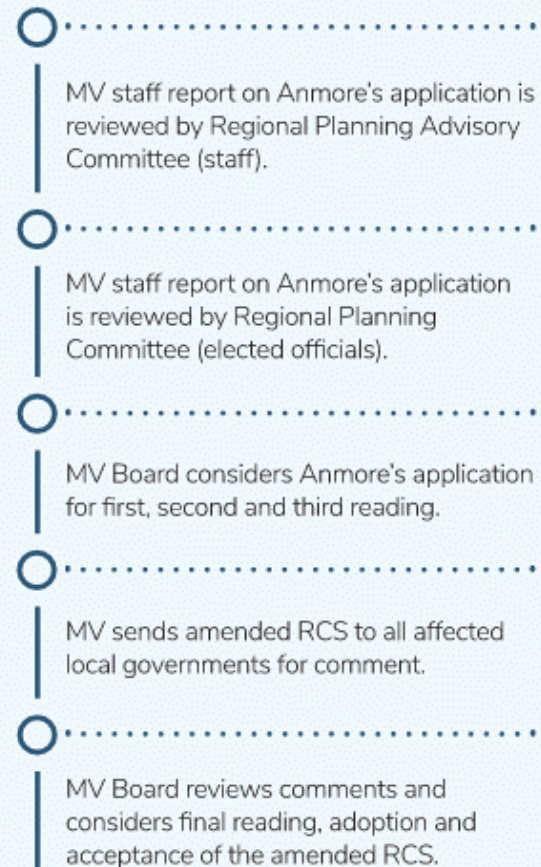 MV staff report on Anmore's application is
reviewed by Regional Planning Advisory
Committee (staff).
MV staff report on Anmore's application
is reviewed by Regional Planning
Committee (elected officials).
MV Board considers Anmore's application
for first, second and third reading.
MV sends amended RCS to all affected
local governments for comment.
MV Board reviews comments and
considers final reading, adoption and
acceptance of the amended RCS.